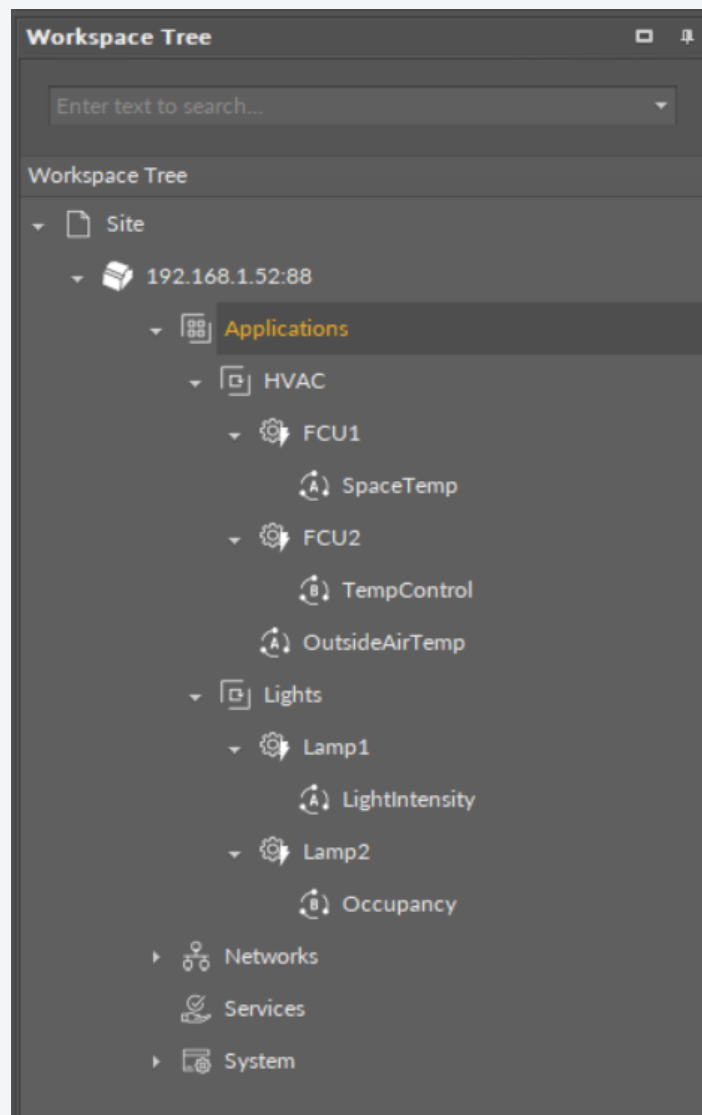 Workspace Tree
Enter text to search...
Workspace Tree
Site
192.168.1.52:88
Applications
HVAC
FCU1
A SpaceTemp
FCU2
B TempControl
A OutsideAirTemp
Lights
Lamp1
A LightIntensity
Lamp2
B Occupancy
Networks
Services
System